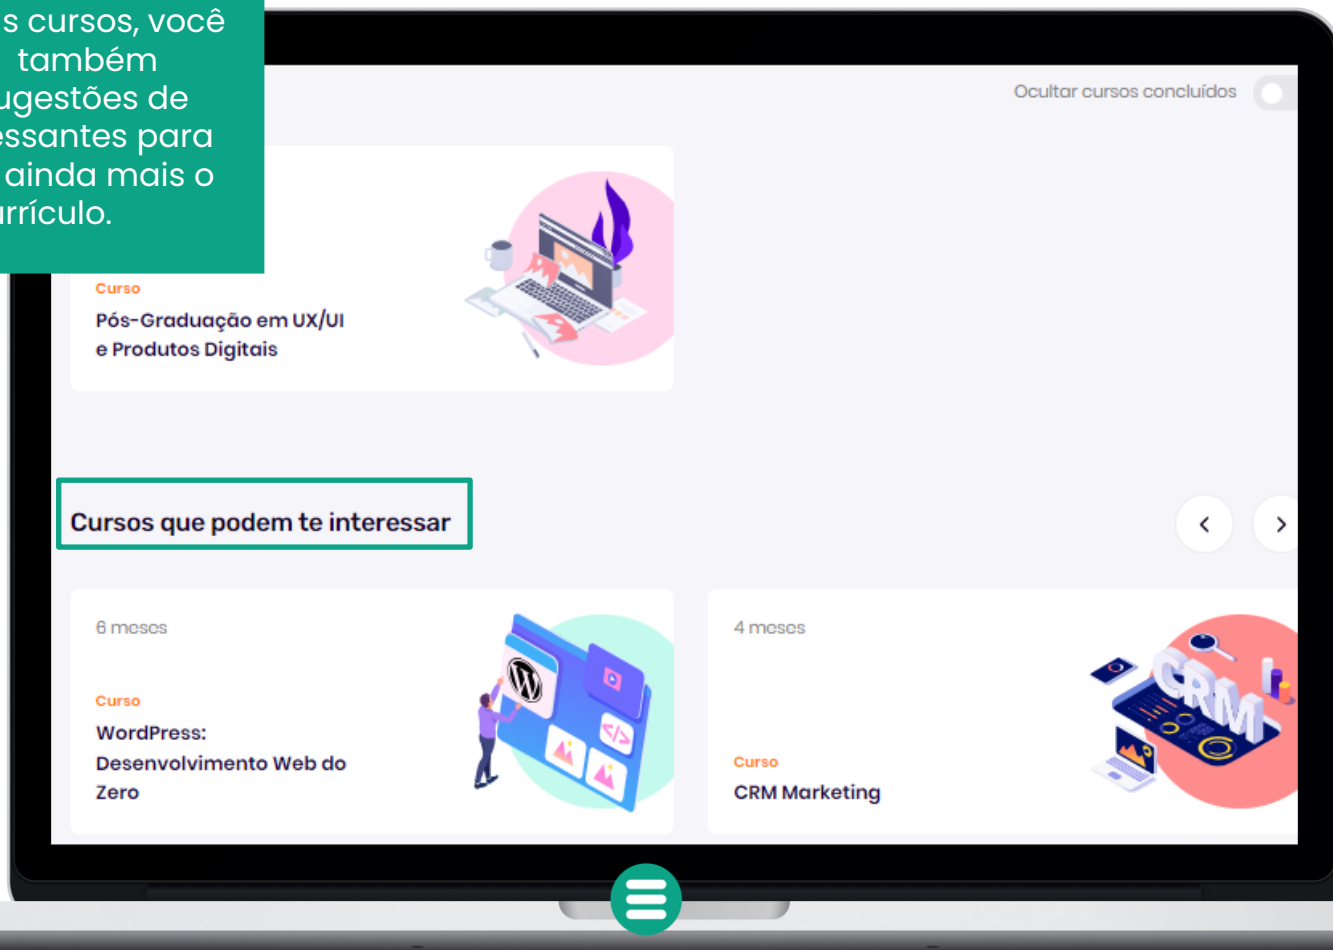 s cursos, você
também
ugestões de
essantes para
ainda mais o
rrículo.
Ocultar cursos concluídos
Curso
Pós-Graduação em UX/UI
e Produtos Digitais
Cursos que podem te interessar
6 meses
Curso
WordPress:
Desenvolvimento Web do
Zero
4 meses
Curso
CRM Marketing
CRM